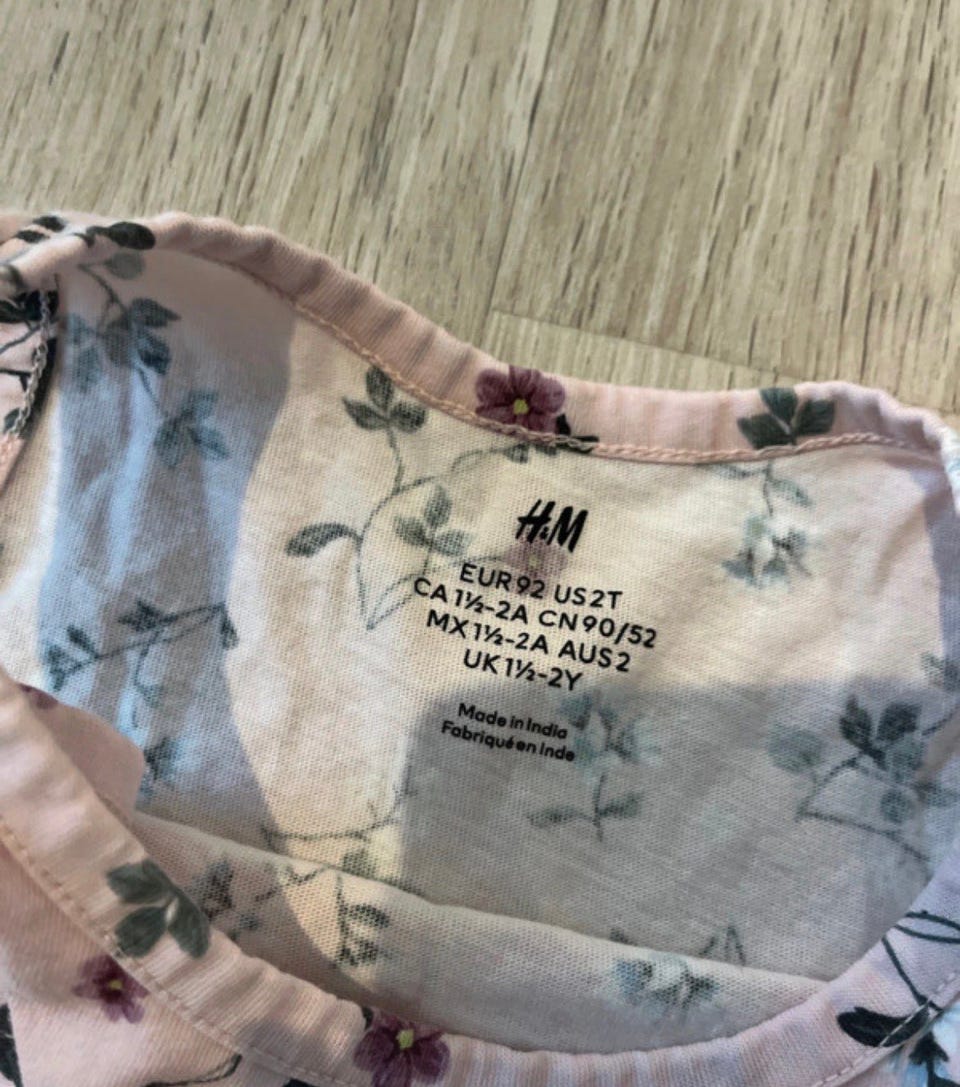 H&M
EUR 92 US 2T
CA 1½-2A CN 90/52
MX 1½-2A AUS 2
UK 1½-2Y
Made in India
Fabriqué en Inde